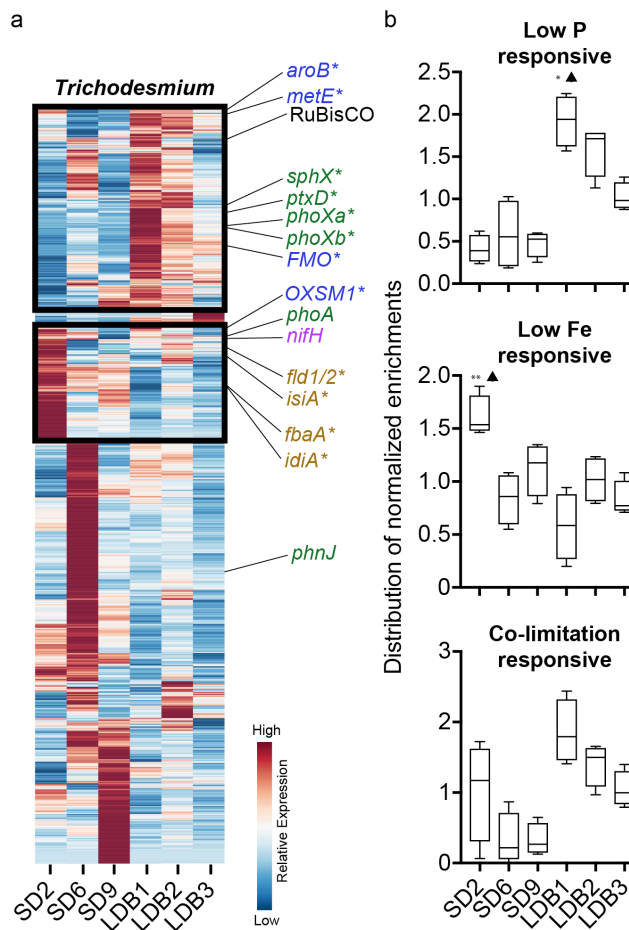 a
Trichodesmium
aroB*
metE*
RuBisCO
sphX*
ptxD*
phoXa*
phoXb*
FMO*
OXSM1*
phoA
nifH
fld1/2*
isiA*
fbaA*
idiA*
phnJ
High
Relative Expression
Low
SD2
SD6
SD9
LDB1
LDB2
LDB3
b
Distribution of normalized enrichments
Low P
responsive
*
2.5
2.0
1.5
1.0
0.5
0.0
Low Fe
responsive
**
2.0
1.5
1.0
0.5
0.0
Co-limitation
responsive
3
2
1
0
SD2
SD6
SD9
LDB1
LDB2
LDB3